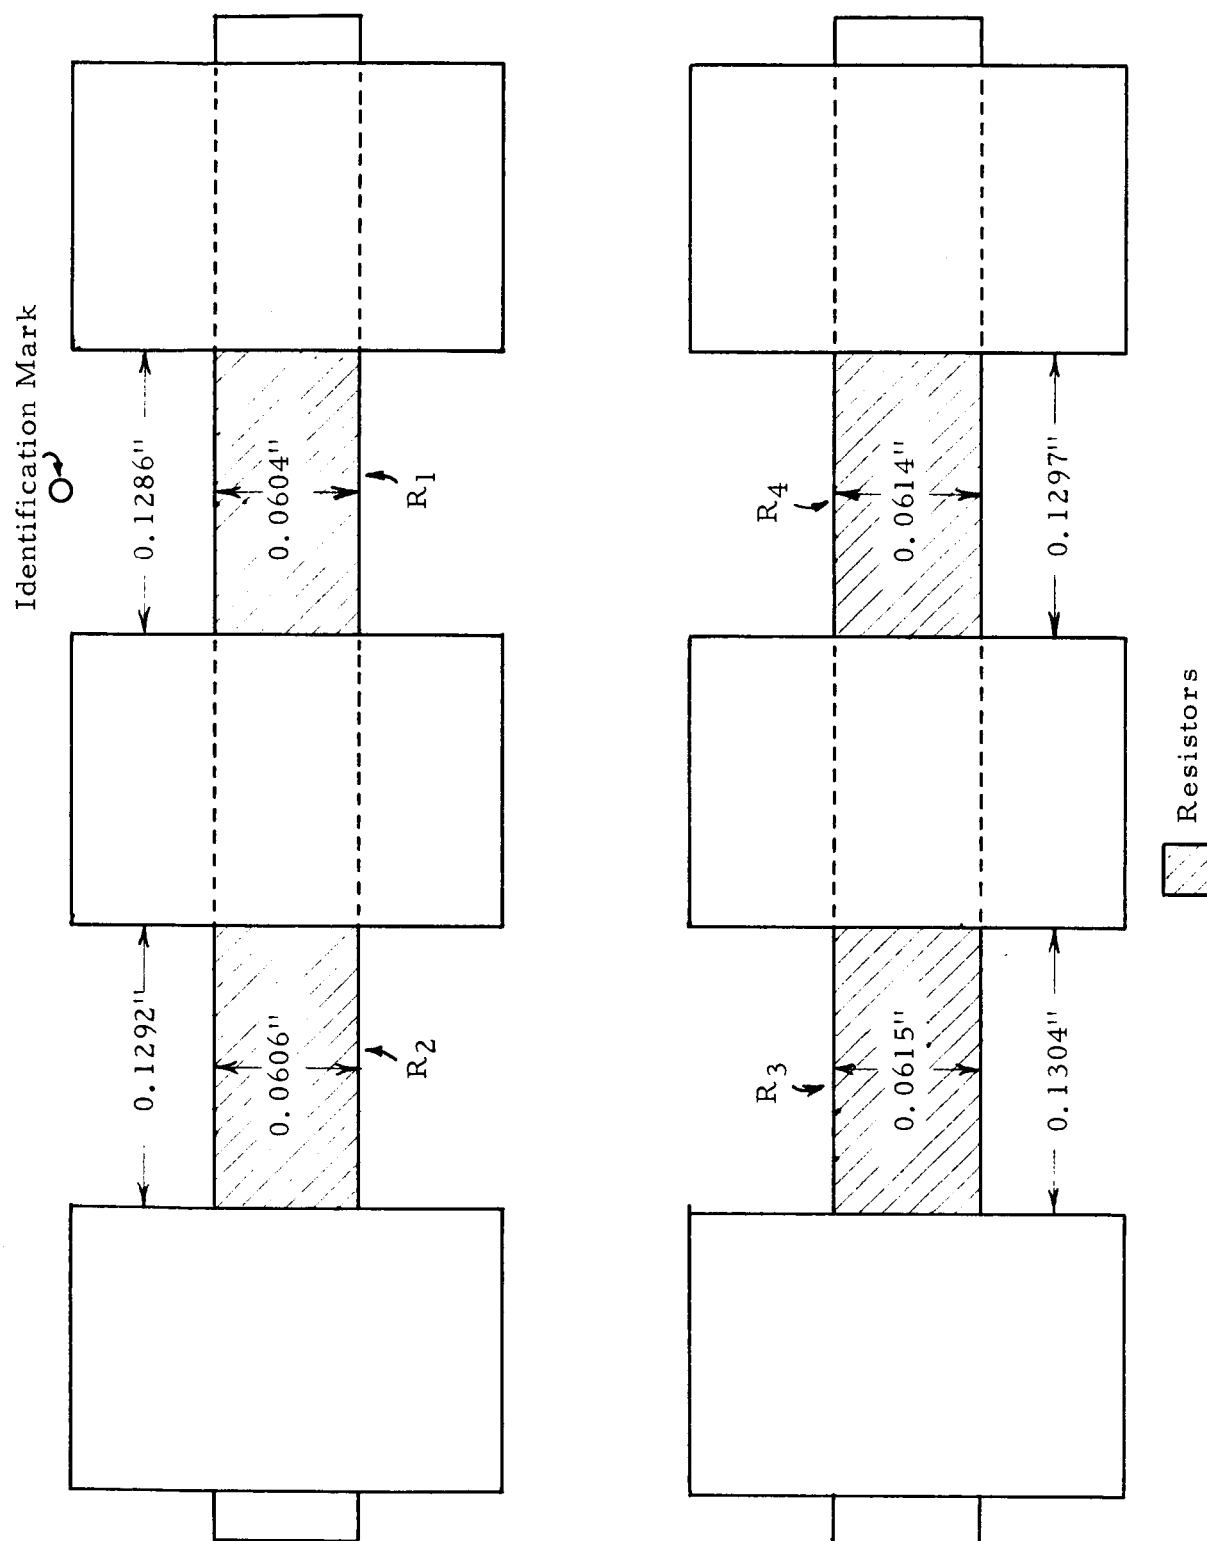 Identification Mark
0.1292"
0.1286"
0.0606"
0.0604"
R2
R1
R3
R4
0.0615"
0.0614"
0.1304"
0.1297"
Resistors